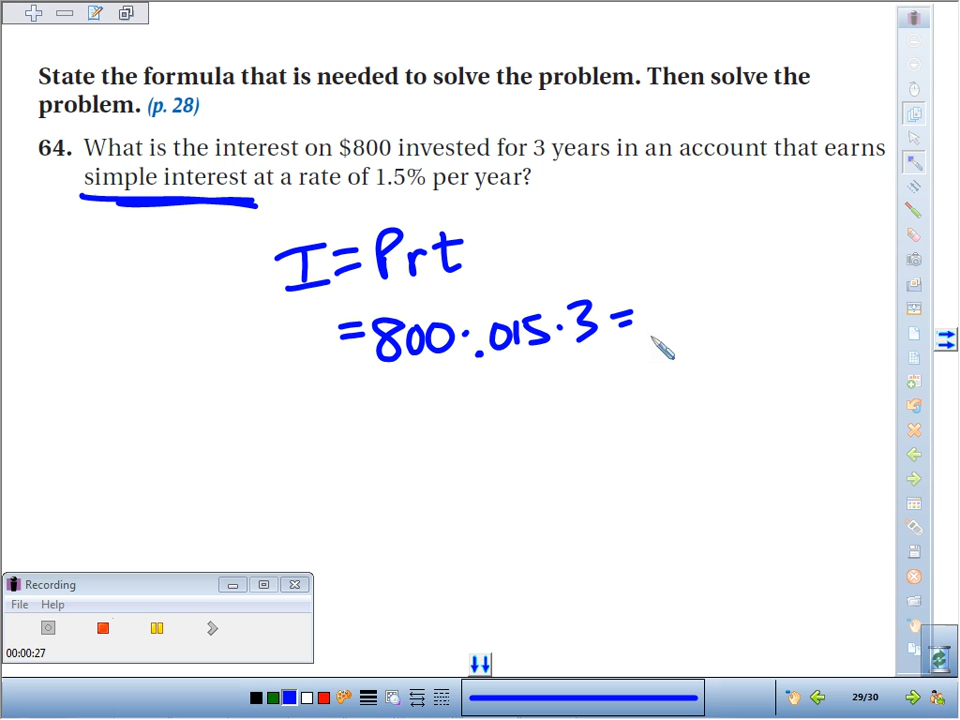 State the formula that is needed to solve the problem. Then solve the
problem. (p. 28)
64. What is the interest on $800 invested for 3 years in an account that earns
simple interest at a rate of 1.5% per year?
I = Prt
= 800 · .015 · 3 =
Recording
File Help
00:00:27
29/30